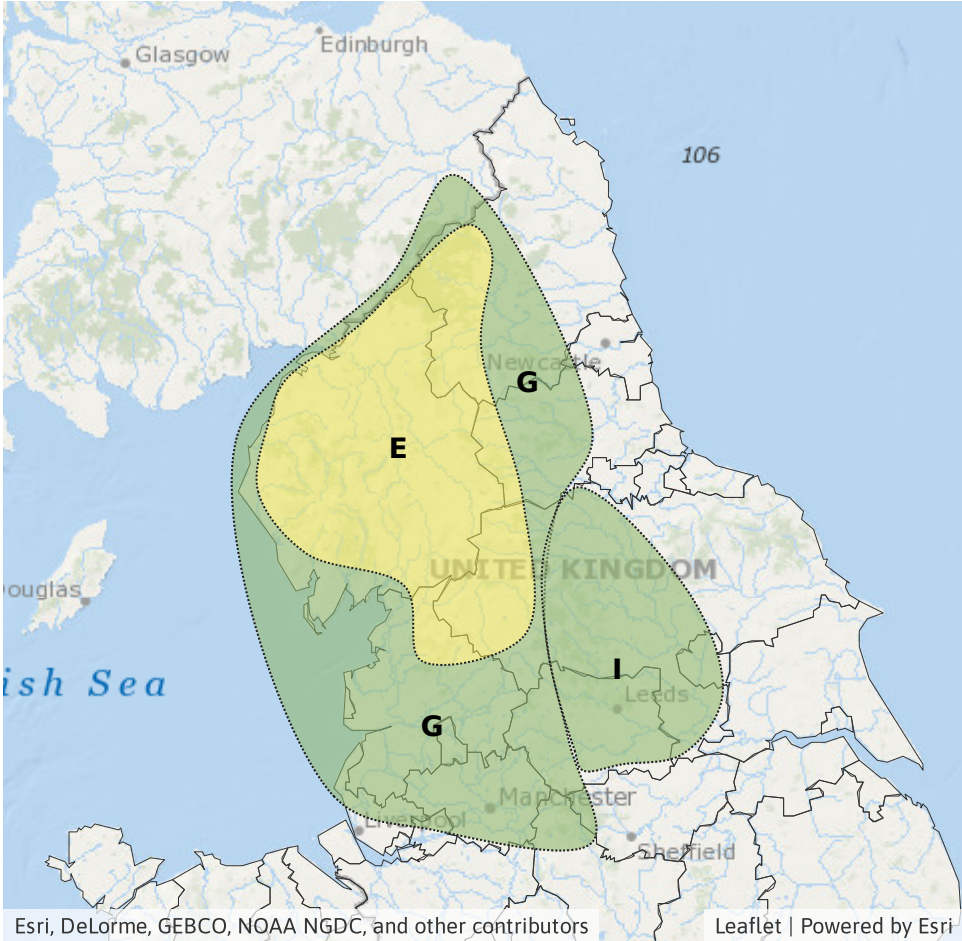 Glasgow
Edinburgh
106
Newcastle
G
E
UNITED KINGDOM
ouglas
ish Sea
I
Leeds
G
Manchester
Liverpool
Sheffield
Esri, DeLorme, GEBCO, NOAA NGDC, and other contributors
Leaflet | Powered by Esri